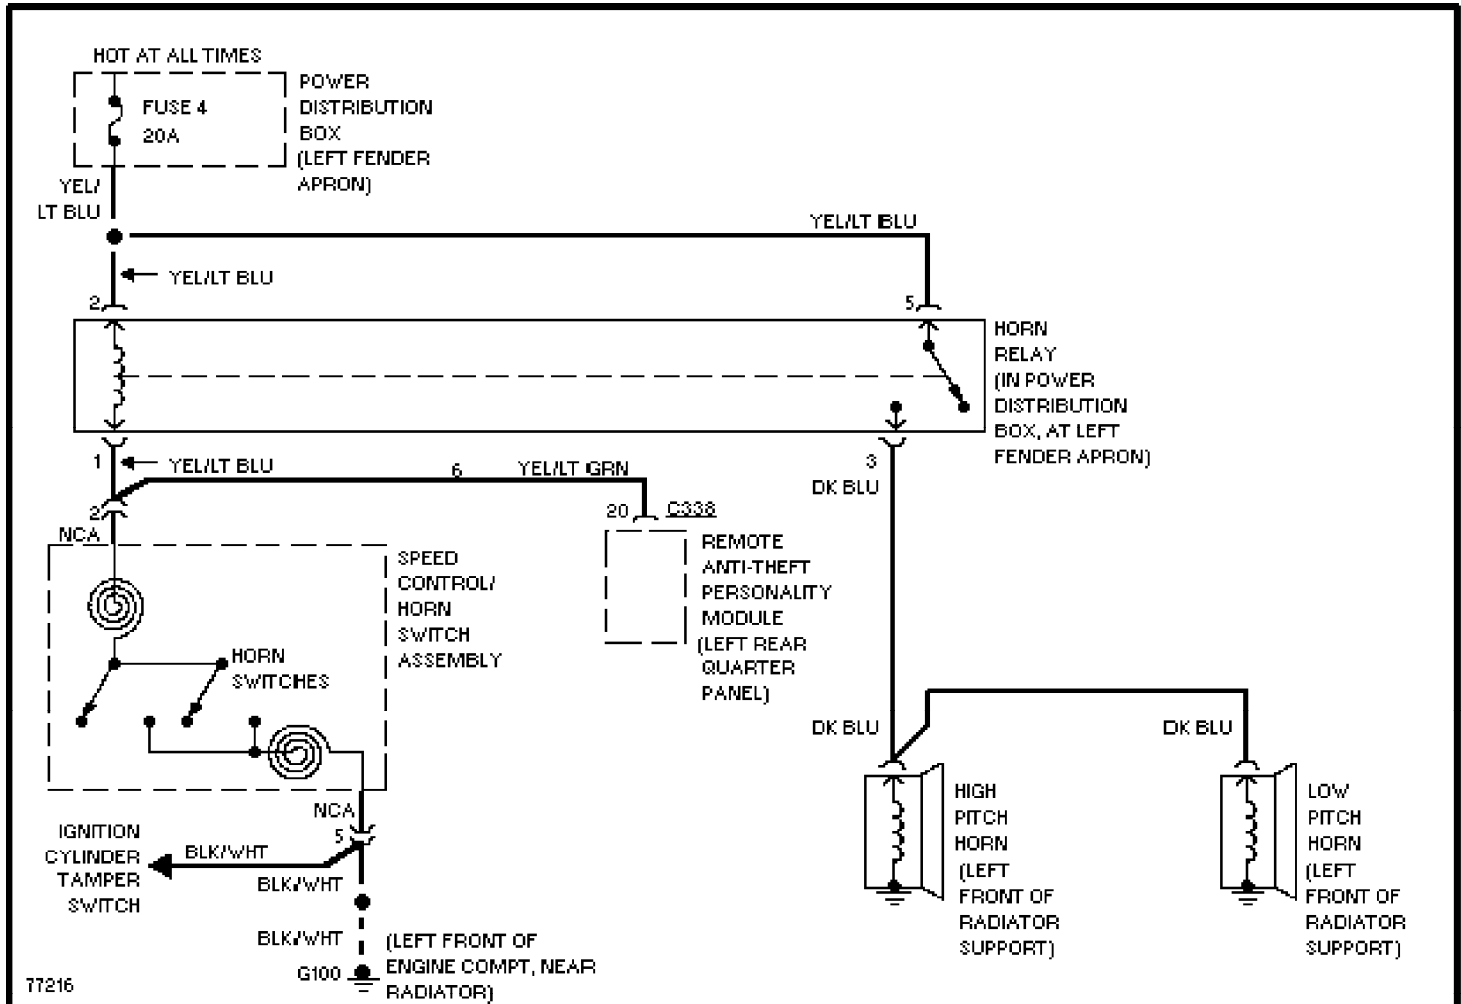 HOT AT ALL TIMES
FUSE 4
20A
POWER
DISTRIBUTION
BOX
(LEFT FENDER
APRON)
YEL/
LT BLU
YEL/LT BLU
YEL/LT BLU
2
5
HORN
RELAY
(IN POWER
DISTRIBUTION
BOX, AT LEFT
FENDER APRON)
1
YEL/LT BLU
6
YEL/LT GRN
3
DK BLU
2
NCA
20
C338
SPEED
CONTROL/
HORN
SWITCH
ASSEMBLY
REMOTE
ANTI-THEFT
PERSONALITY
MODULE
(LEFT REAR
QUARTER
PANEL)
HORN
SWITCHES
DK BLU
DK BLU
NCA
5
HIGH
PITCH
HORN
(LEFT
FRONT OF
RADIATOR
SUPPORT)
LOW
PITCH
HORN
(LEFT
FRONT OF
RADIATOR
SUPPORT)
IGNITION
CYLINDER
TAMPER
SWITCH
BLK/WHT
BLK/WHT
BLK/WHT
G100
(LEFT FRONT OF
ENGINE COMPT, NEAR
RADIATOR)
77216